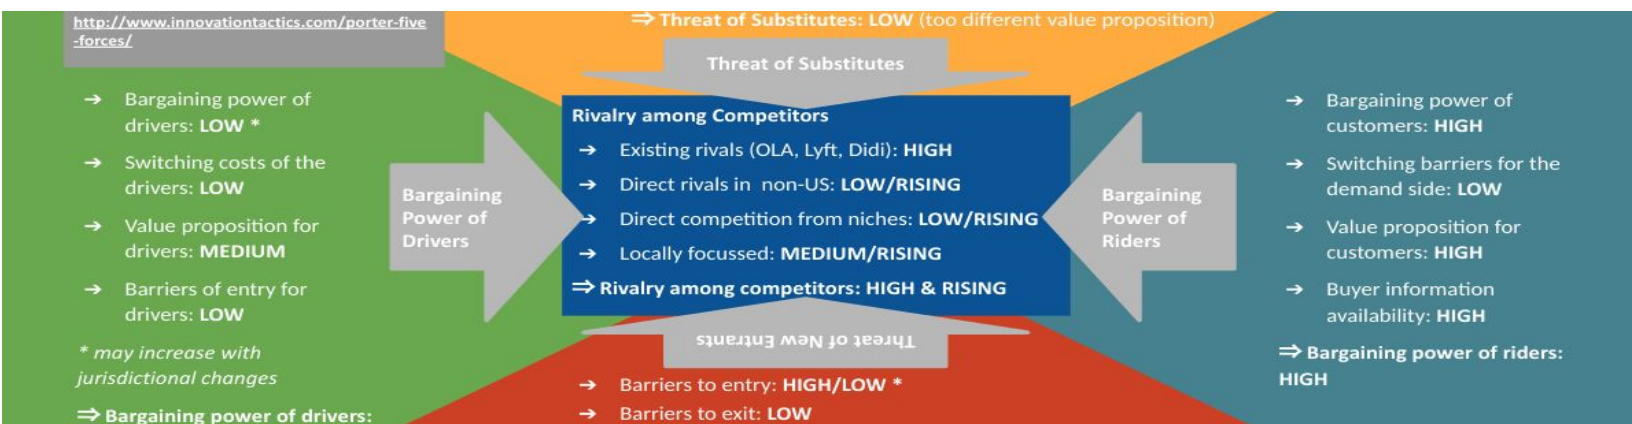 http://www.innovationtactics.com/porter-five
-forces/
⇒ Threat of Substitutes: LOW (too different value proposition)
Threat of Substitutes
➔ Bargaining power of
drivers: LOW *
➔ Switching costs of the
drivers: LOW
➔ Value proposition for
drivers: MEDIUM
➔ Barriers of entry for
drivers: LOW
* may increase with
jurisdictional changes
⇒ Bargaining power of drivers:
Bargaining
Power of
Drivers
Rivalry among Competitors
➔ Existing rivals (OLA, Lyft, Didi): HIGH
➔ Direct rivals in non-US: LOW/RISING
➔ Direct competition from niches: LOW/RISING
➔ Locally focussed: MEDIUM/RISING
⇒ Rivalry among competitors: HIGH & RISING
Threat of New Entrants
➔ Barriers to entry: HIGH/LOW *
➔ Barriers to exit: LOW
Bargaining
Power of
Riders
➔ Bargaining power of
customers: HIGH
➔ Switching barriers for the
demand side: LOW
➔ Value proposition for
customers: HIGH
➔ Buyer information
availability: HIGH
⇒ Bargaining power of riders:
HIGH